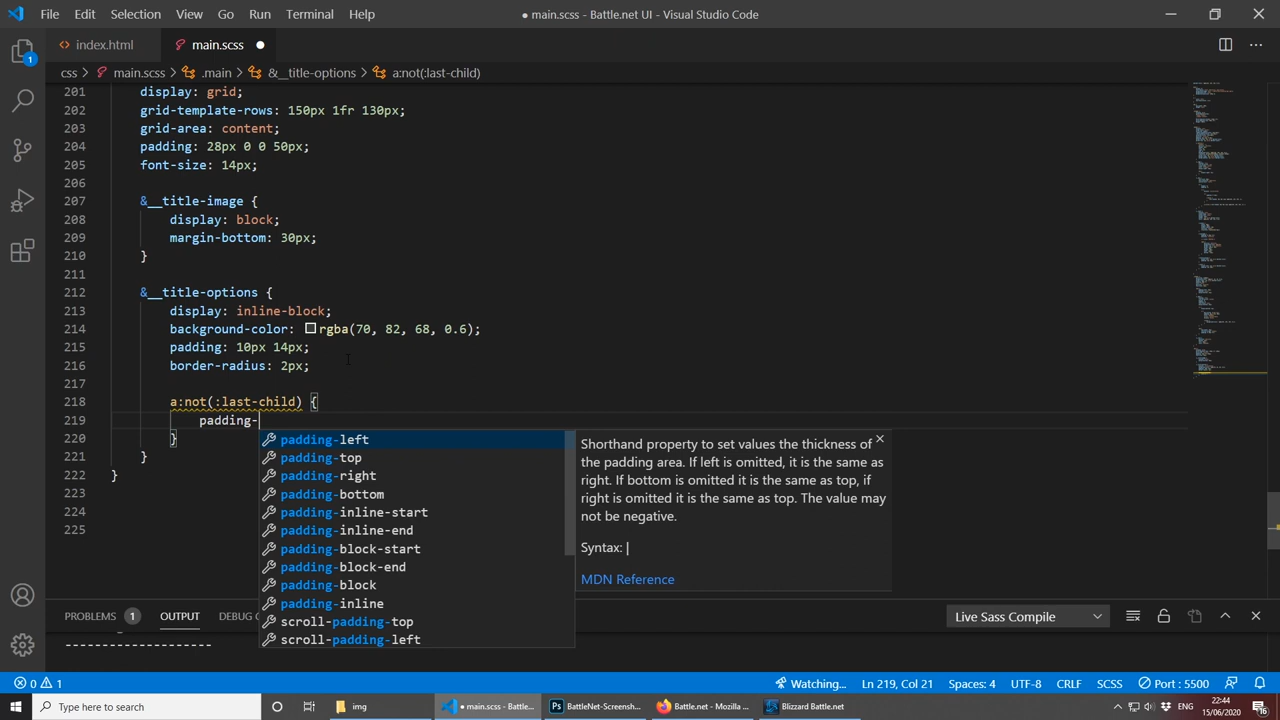 File Edit Selection View Go Run Terminal Help
● main.scss - Battle.net UI - Visual Studio Code
index.html main.scss ●
css > main.scss > .main > &__title-options > a:not(:last-child)
201 display: grid;
202 grid-template-rows: 150px 1fr 130px;
203 grid-area: content;
204 padding: 28px 0 0 50px;
205 font-size: 14px;
206
207 &__title-image {
208 display: block;
209 margin-bottom: 30px;
210 }
211
212 &__title-options {
213 display: inline-block;
214 background-color: rgba(70, 82, 68, 0.6);
215 padding: 10px 14px;
216 border-radius: 2px;
217
218 a:not(:last-child) {
219 padding-
220 }
221 }
222 }
223
224
225
padding-left
padding-top
padding-right
padding-bottom
padding-inline-start
padding-inline-end
padding-block-start
padding-block-end
padding-block
padding-inline
scroll-padding-top
scroll-padding-left
Shorthand property to set values the thickness of
the padding area. If left is omitted, it is the same as
right. If bottom is omitted it is the same as top, if
right is omitted it is the same as top. The value may
not be negative.
Syntax: |
MDN Reference
1
PROBLEMS 1 OUTPUT DEBUG CO
Live Sass Compile
--------------------
0 1
Watching... Ln 219, Col 21 Spaces: 4 UTF-8 CRLF SCSS Port : 5500
Type here to search
img
● main.scss - Battle...
BattleNet-Screensh...
Battle.net - Mozilla ...
Blizzard Battle.net
ENG
22:44
15/06/2020
16